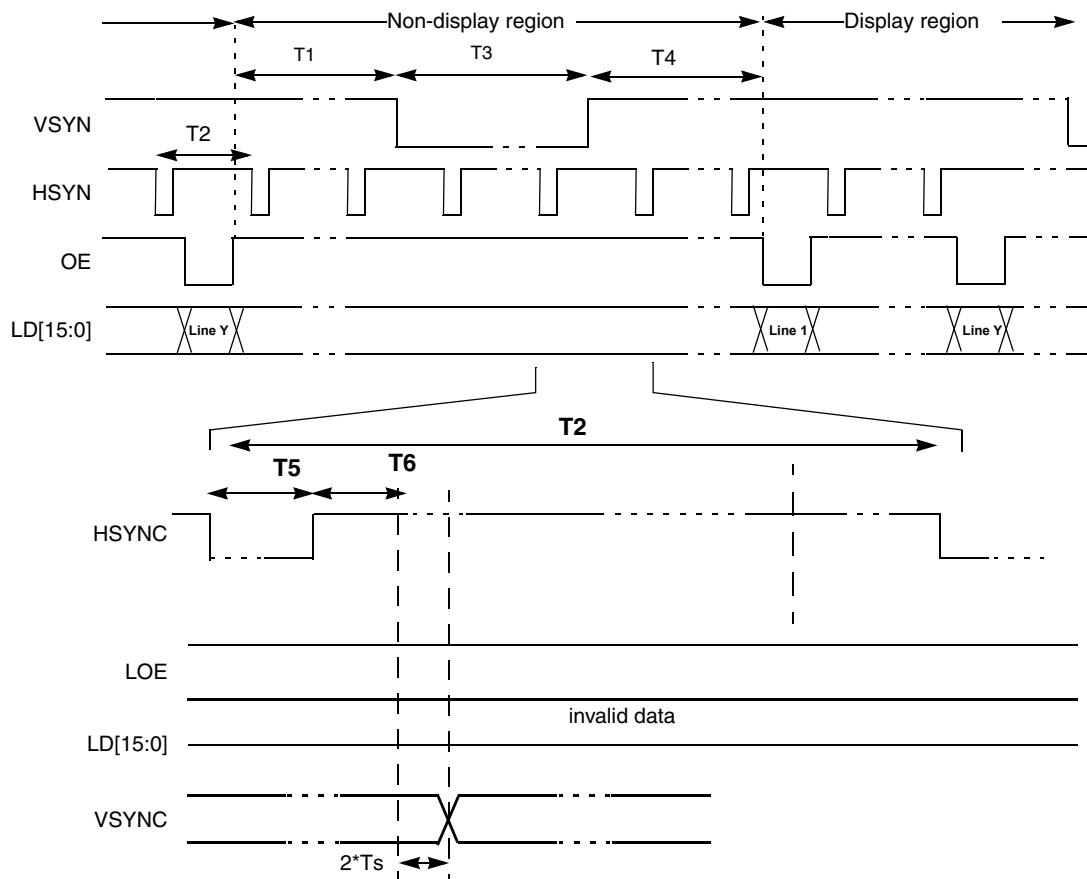 Non-display region
Display region
T1
T3
T4
VSYN
T2
HSYN
OE
LD[15:0]
Line Y
Line 1
Line Y
T2
T5
T6
HSYNC
LOE
invalid data
LD[15:0]
VSYNC
2*Ts